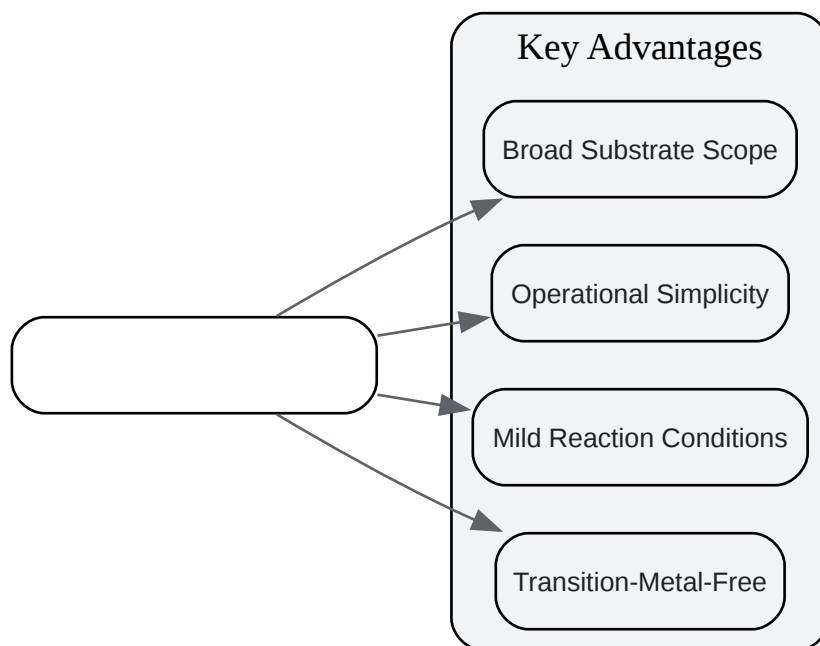 Key Advantages
Broad Substrate Scope
Operational Simplicity
Mild Reaction Conditions
Transition-Metal-Free